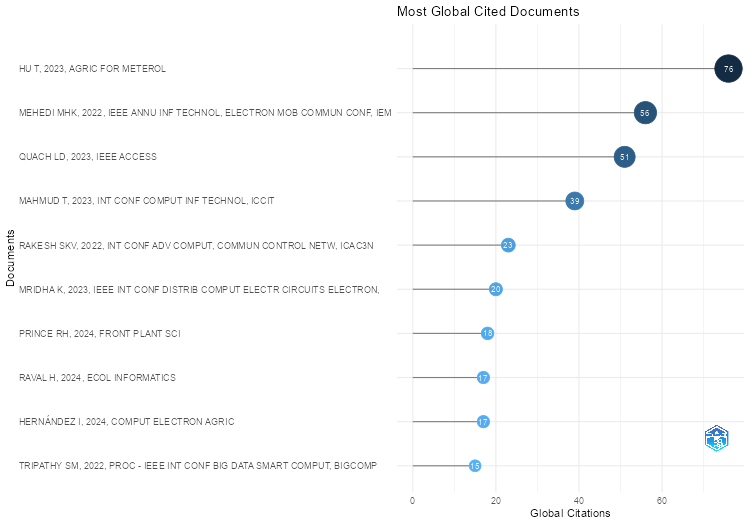 Most Global Cited Documents
HU T, 2023, AGRIC FOR METEROL
76
MEHEDI MHK, 2022, IEEE ANNU INF TECHNOL, ELECTRON MOB COMMUN CONF, IEM
56
QUACH LD, 2023, IEEE ACCESS
51
MAHMUD T, 2023, INT CONF COMPUT INF TECHNOL, ICCIT
39
Documents
RAKESH SKV, 2022, INT CONF ADV COMPUT, COMMUN CONTROL NETW, ICAC3N
23
MRIDHA K, 2023, IEEE INT CONF DISTRIB COMPUT ELECTR CIRCUITS ELECTRON,
20
PRINCE RH, 2024, FRONT PLANT SCI
18
RAVAL H, 2024, ECOL INFORMATICS
17
HERNÁNDEZ I, 2024, COMPUT ELECTRON AGRIC
17
TRIPATHY SM, 2022, PROC - IEEE INT CONF BIG DATA SMART COMPUT, BIGCOMP
15
0 20 40 60
Global Citations